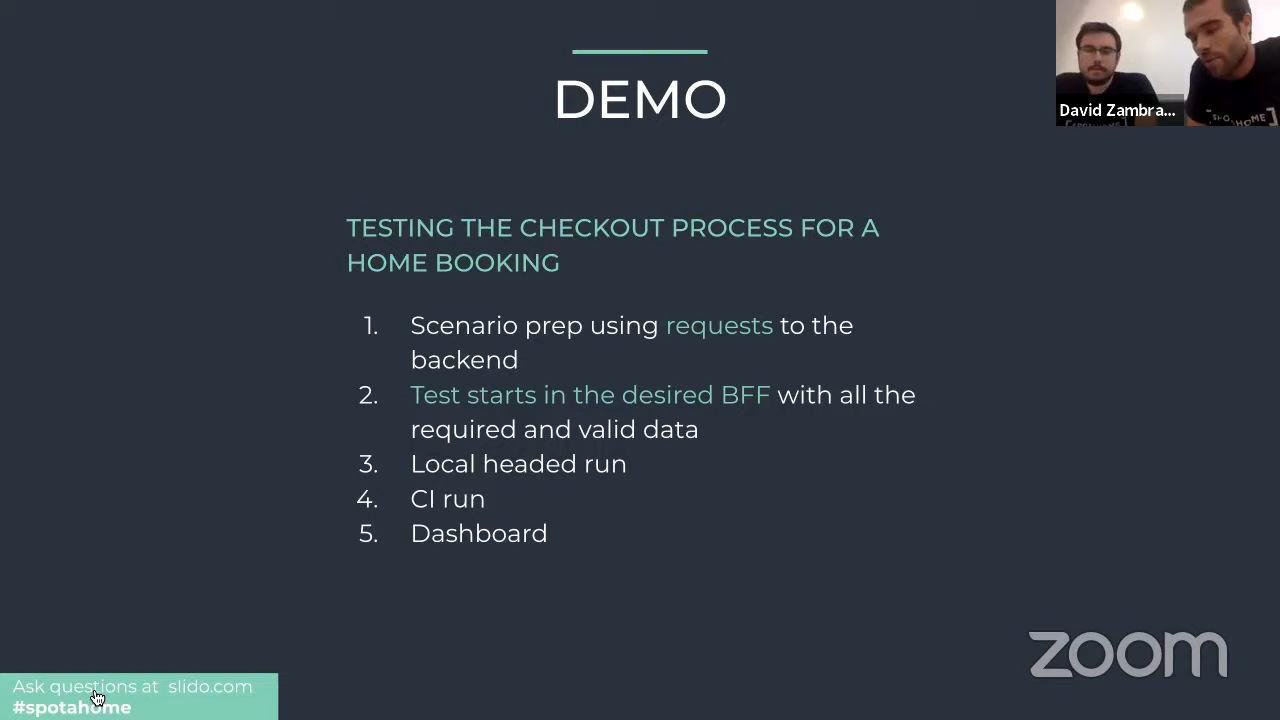 DEMO
David Zambra...
TESTING THE CHECKOUT PROCESS FOR A
HOME BOOKING
1. Scenario prep using requests to the
backend
2. Test starts in the desired BFF with all the
required and valid data
3. Local headed run
4. CI run
5. Dashboard
zoom
Ask questions at slido.com
#spotahome